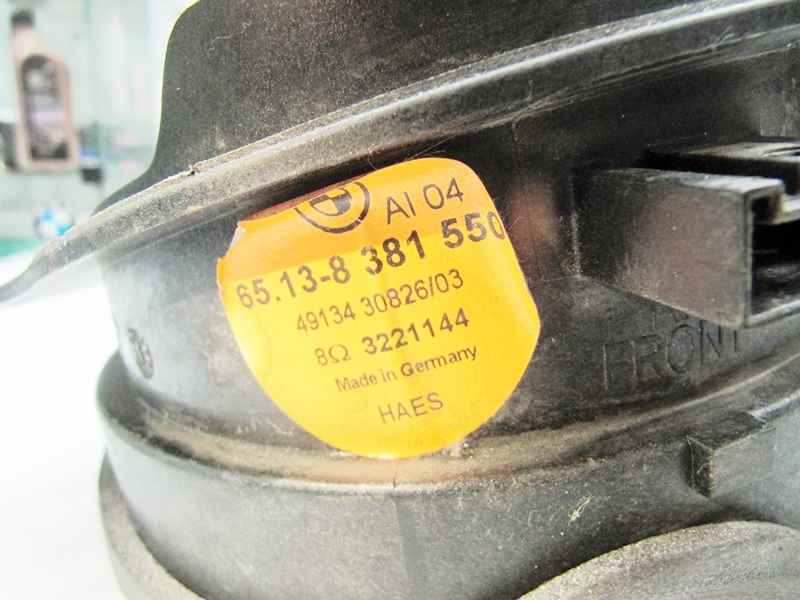 AI 04
65.13-8 381 550
49134 30826/03
8Ω 3221144
Made in Germany
HAES
FRONT